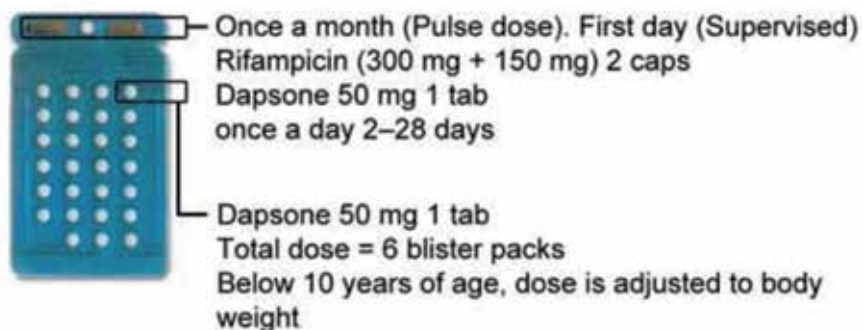 Once a month (Pulse dose). First day (Supervised)
Rifampicin (300 mg + 150 mg) 2 caps
Dapsone 50 mg 1 tab
once a day 2–28 days
Dapsone 50 mg 1 tab
Total dose = 6 blister packs
Below 10 years of age, dose is adjusted to body
weight